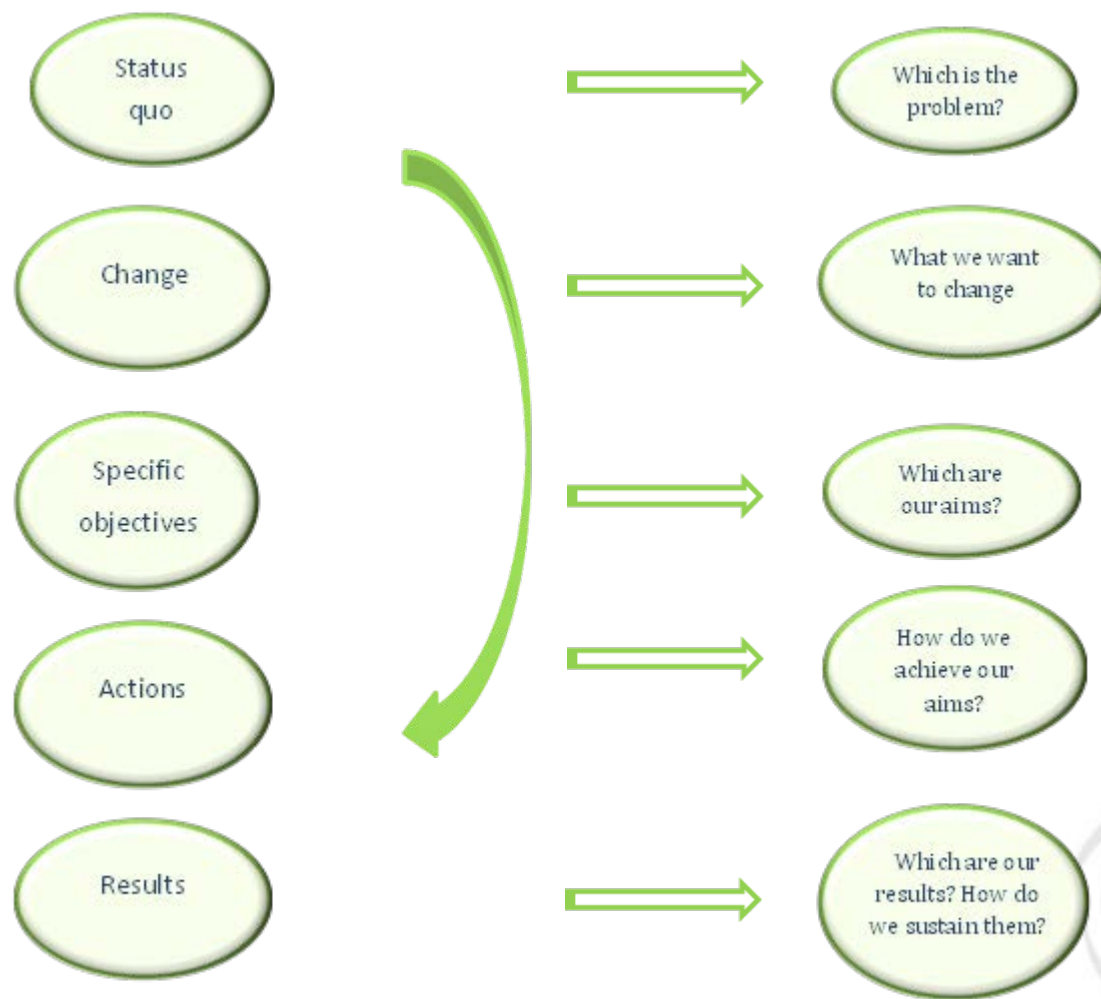 Status
quo
Which is the
problem?
Change
What we want
to change
Specific
objectives
Which are
our aims?
Actions
How do we
achieve our
aims?
Results
Which are our
results? How do
we sustain them?